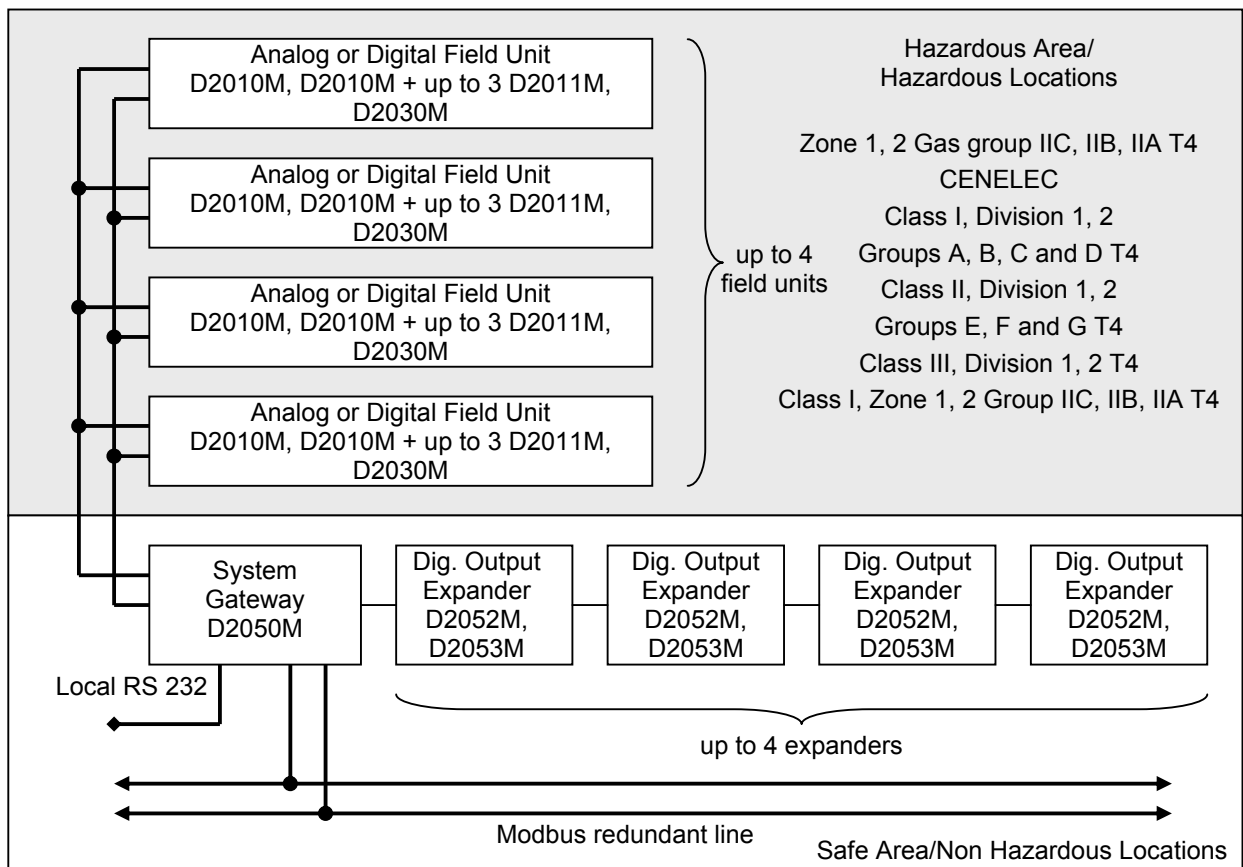 Analog or Digital Field Unit
D2010M, D2010M + up to 3 D2011M,
D2030M
Analog or Digital Field Unit
D2010M, D2010M + up to 3 D2011M,
D2030M
Analog or Digital Field Unit
D2010M, D2010M + up to 3 D2011M,
D2030M
Analog or Digital Field Unit
D2010M, D2010M + up to 3 D2011M,
D2030M
up to 4
field units
Hazardous Area/
Hazardous Locations
Zone 1, 2 Gas group IIC, IIB, IIA T4
CENELEC
Class I, Division 1, 2
Groups A, B, C and D T4
Class II, Division 1, 2
Groups E, F and G T4
Class III, Division 1, 2 T4
Class I, Zone 1, 2 Group IIC, IIB, IIA T4
System
Gateway
D2050M
Dig. Output
Expander
D2052M,
D2053M
Dig. Output
Expander
D2052M,
D2053M
Dig. Output
Expander
D2052M,
D2053M
Dig. Output
Expander
D2052M,
D2053M
Local RS 232
up to 4 expanders
Modbus redundant line
Safe Area/Non Hazardous Locations